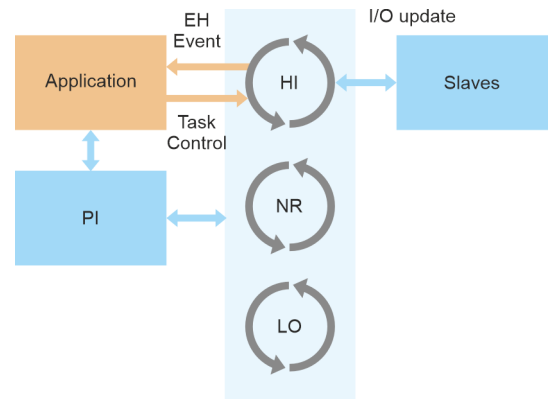 EH
Event
I/O update
Application
HI
Slaves
Task
Control
PI
NR
LO